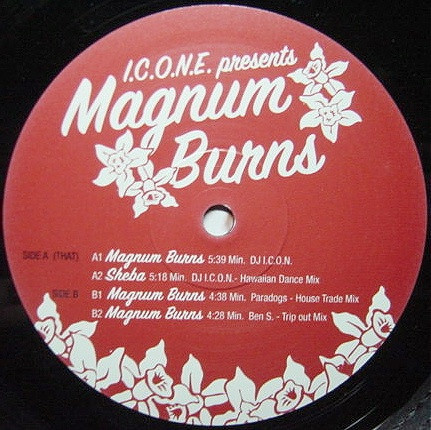 I.C.O.N.E. presents
Magnum
Burns
SIDE A (THAT) A1 Magnum Burns 5:39 Min. DJ I.C.O.N.
A2 Sheba 5:18 Min. DJ I.C.O.N.- Hawaiian Dance Mix
SIDE B B1 Magnum Burns 4:38 Min. Paradogs - House Trade Mix
B2 Magnum Burns 4:28 Min. Ben S. - Trip out Mix